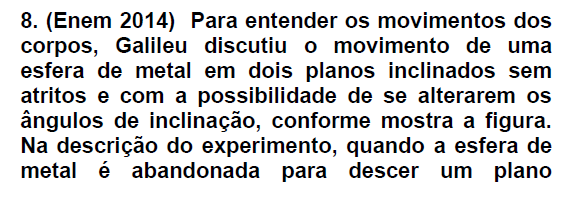 8. (Enem 2014)  Para entender os movimentos dos
corpos, Galileu discutiu o movimento de uma
esfera de metal em dois planos inclinados sem
atritos e com a possibilidade de se alterarem os
ângulos de inclinação, conforme mostra a figura.
Na descrição do experimento, quando a esfera de
metal é abandonada para descer um plano